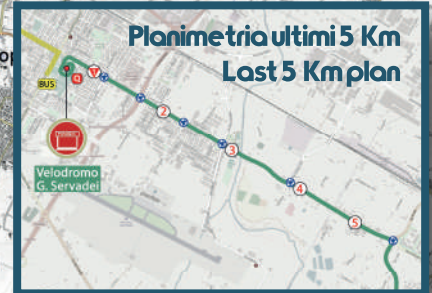 Planimetria ultimi 5 Km
Last 5 Km plan
BUS
Q
V
2
3
4
5
Velodromo
G. Servadei